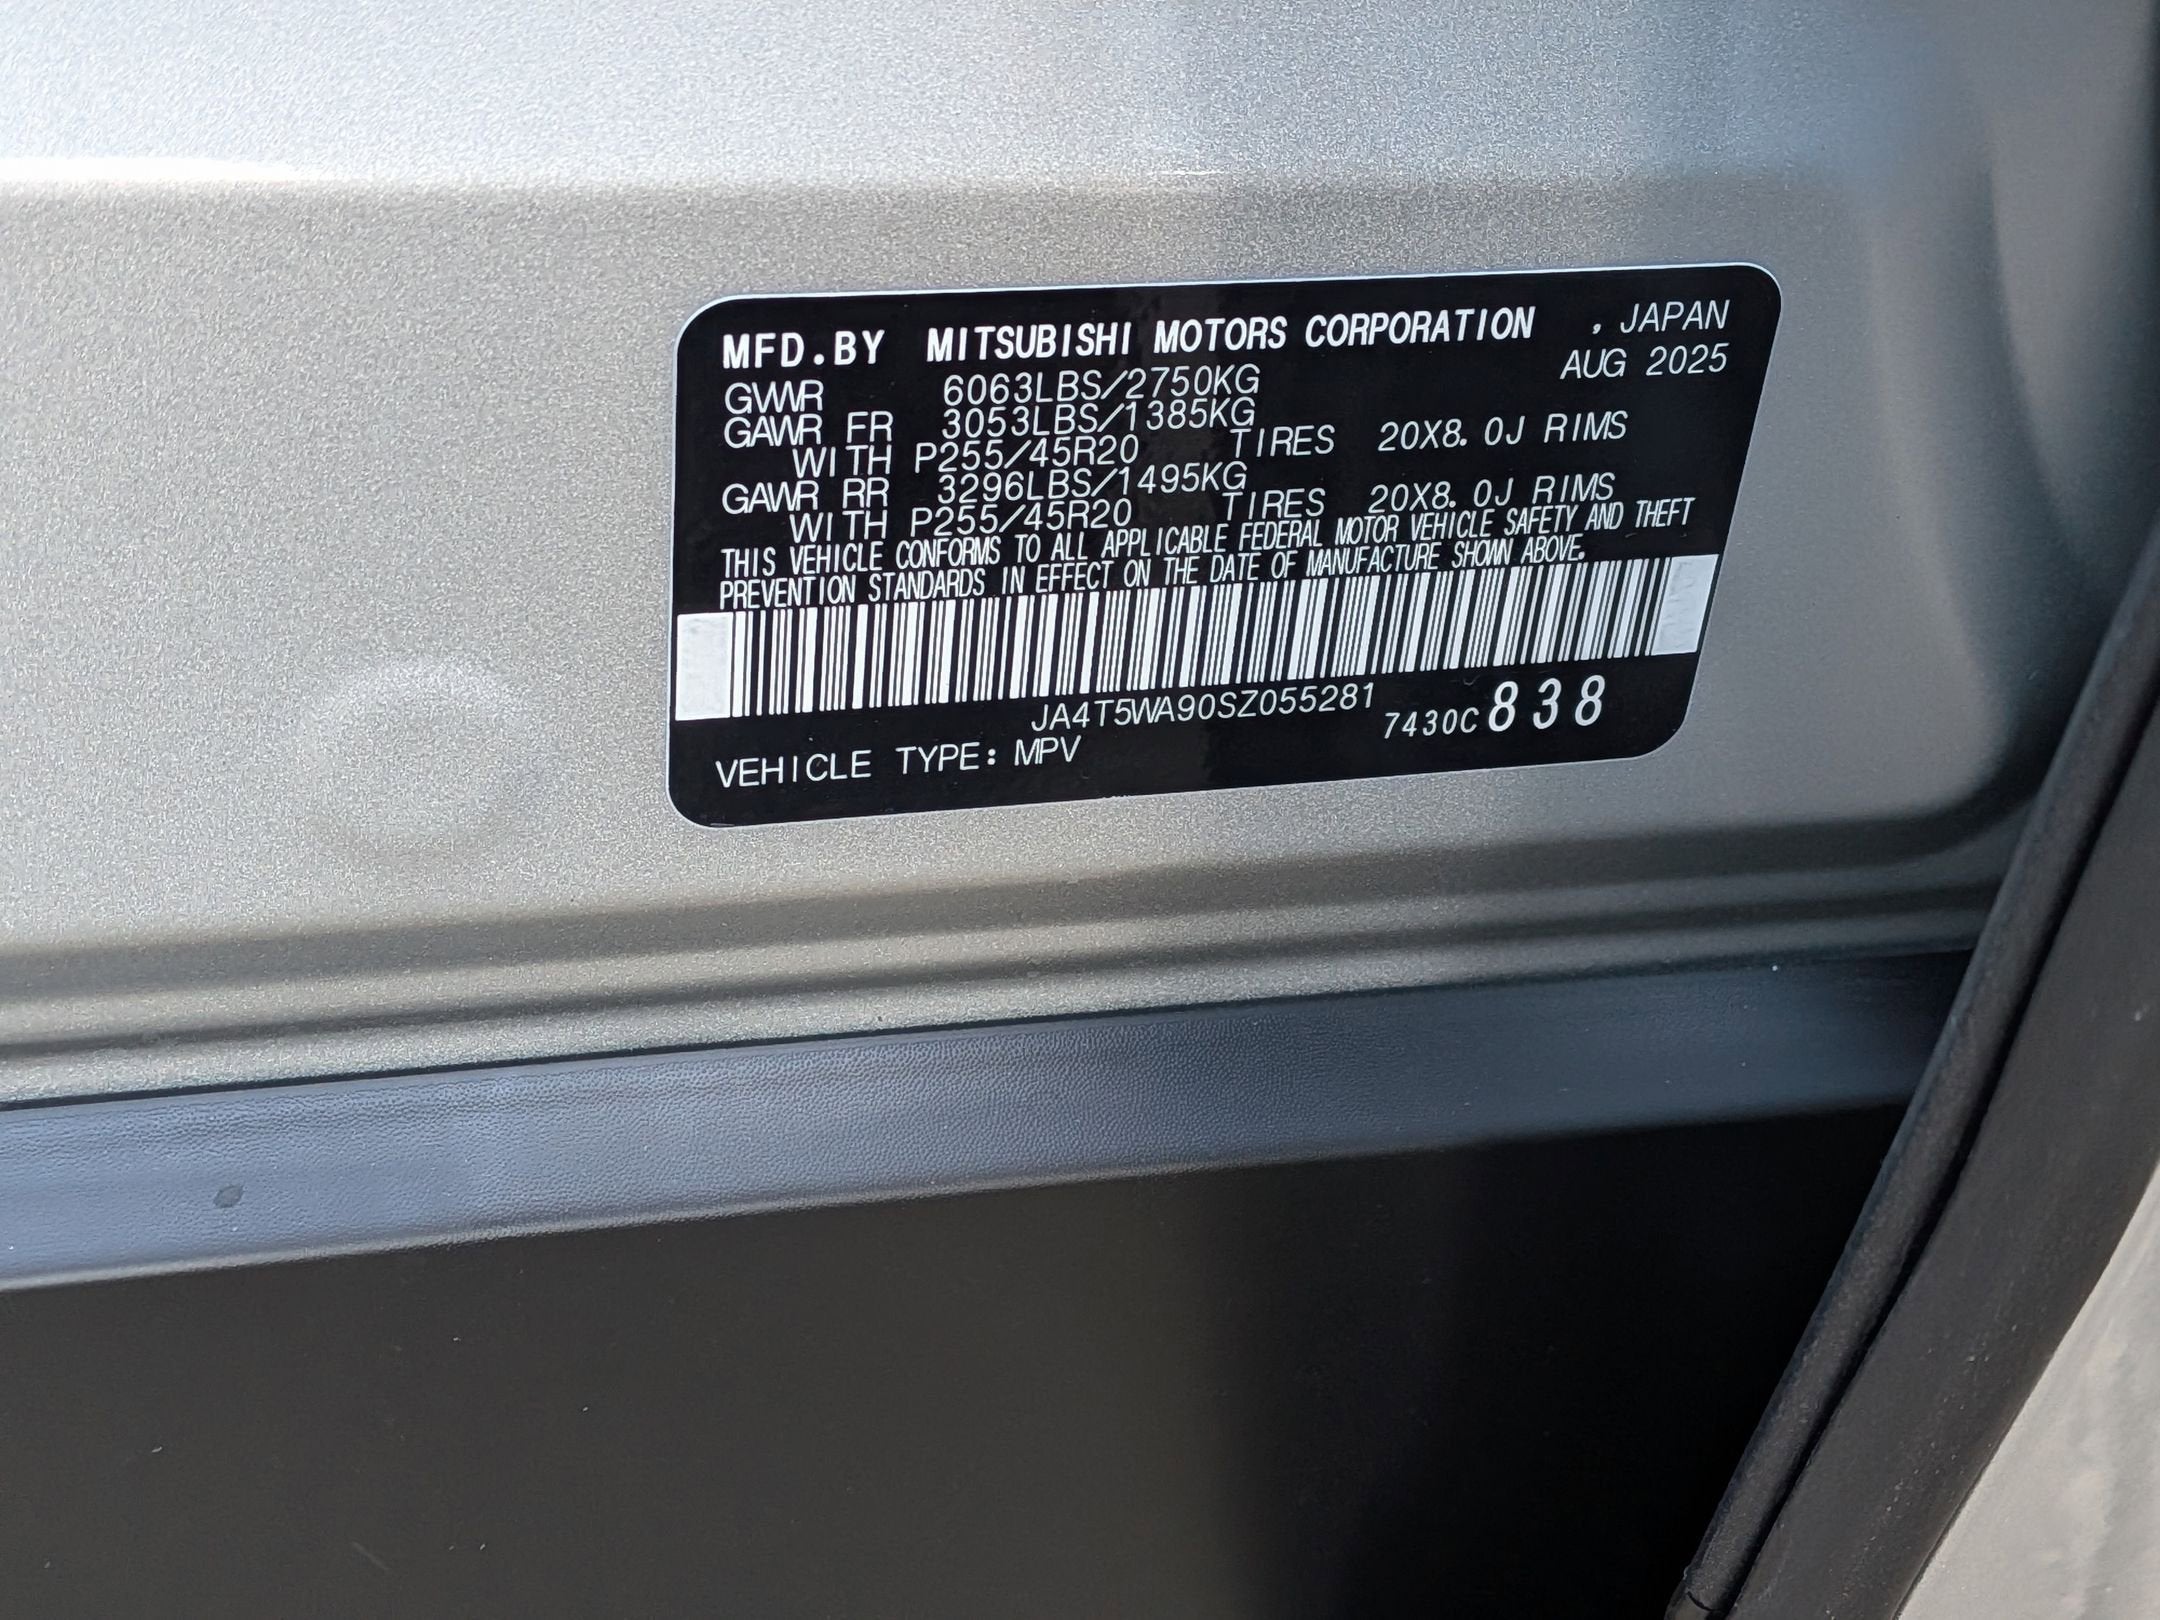 MFD.BY MITSUBISHI MOTORS CORPORATION , JAPAN
AUG 2025
GVWR 6063LBS/2750KG
GAWR FR 3053LBS/1385KG
WITH P255/45R20 TIRES 20X8.0J RIMS
GAWR RR 3296LBS/1495KG
WITH P255/45R20 TIRES 20X8.0J RIMS
THIS VEHICLE CONFORMS TO ALL APPLICABLE FEDERAL MOTOR VEHICLE SAFETY AND THEFT
PREVENTION STANDARDS IN EFFECT ON THE DATE OF MANUFACTURE SHOWN ABOVE.
JA4T5WA90SZ055281 7430C 838
VEHICLE TYPE: MPV